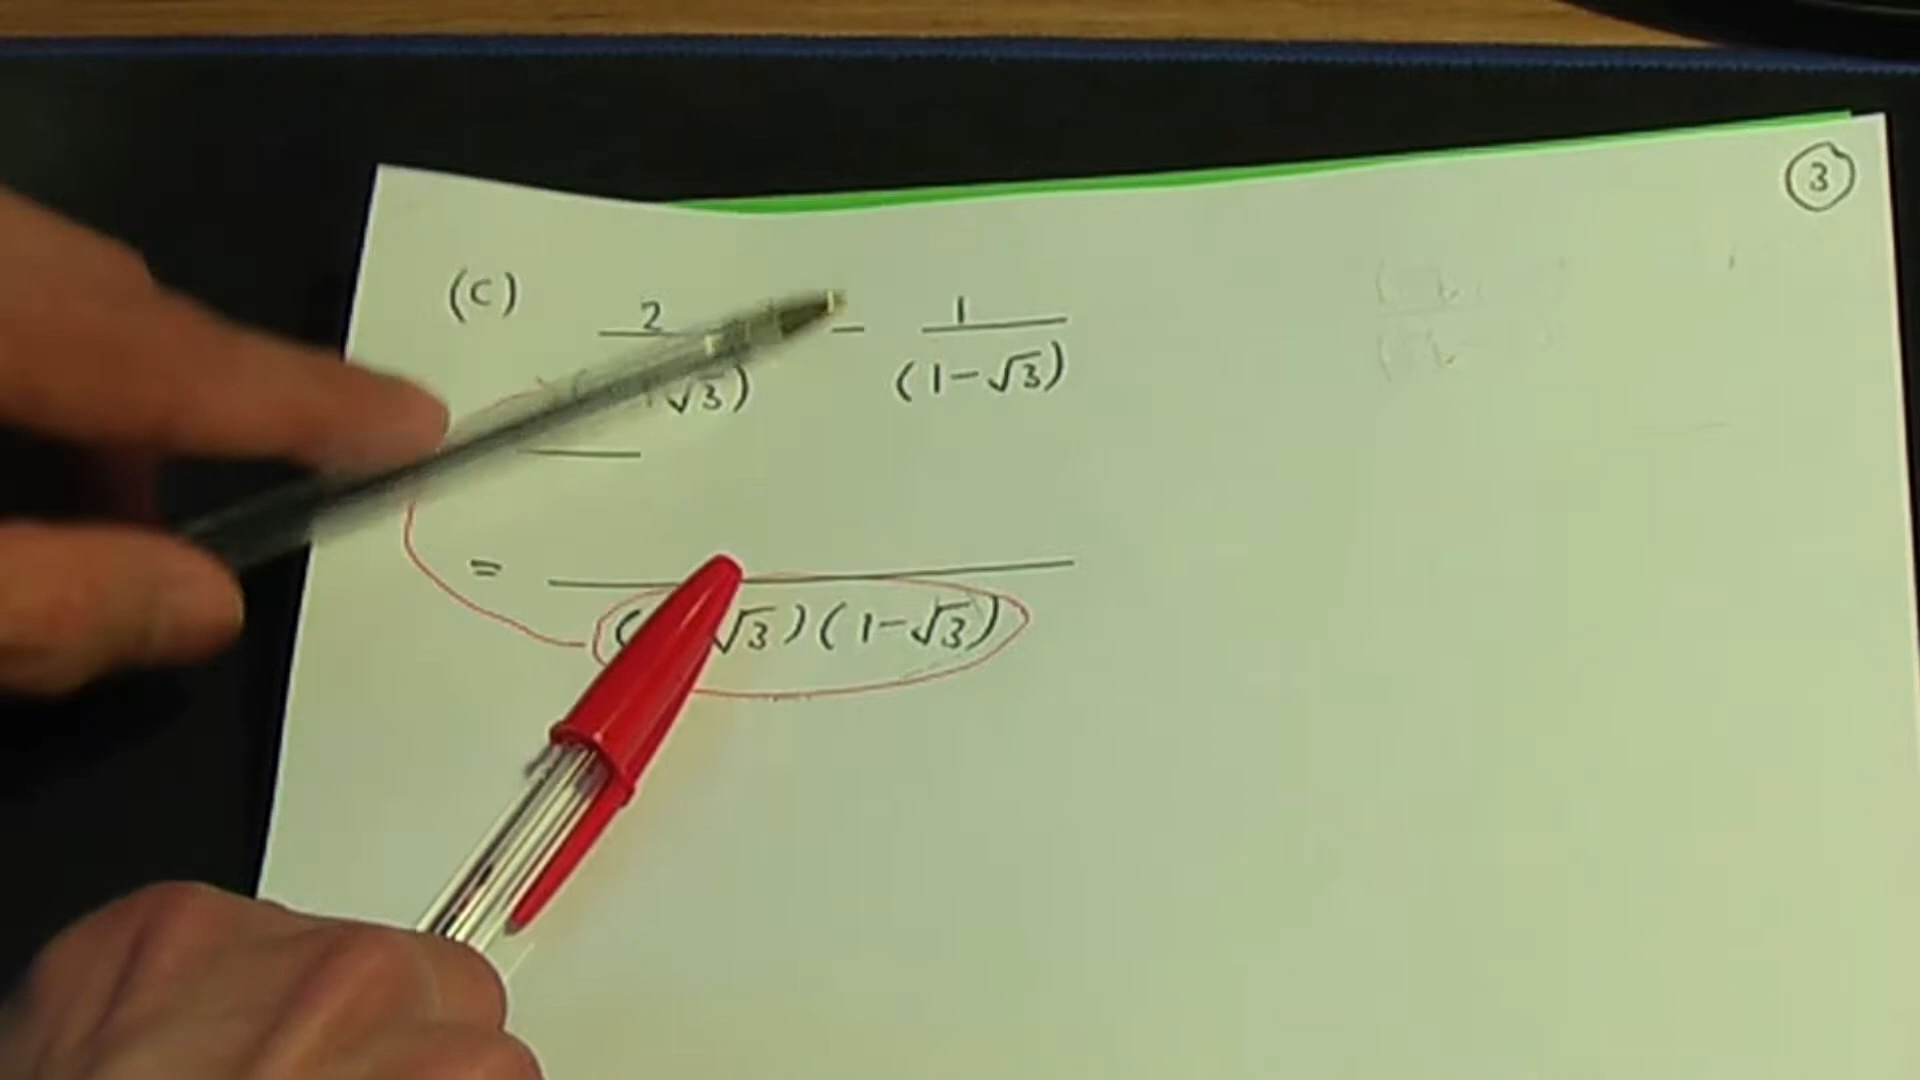 3
(C) 2 - 1
√3) (1-√3)
=
( √3)(1-√3)